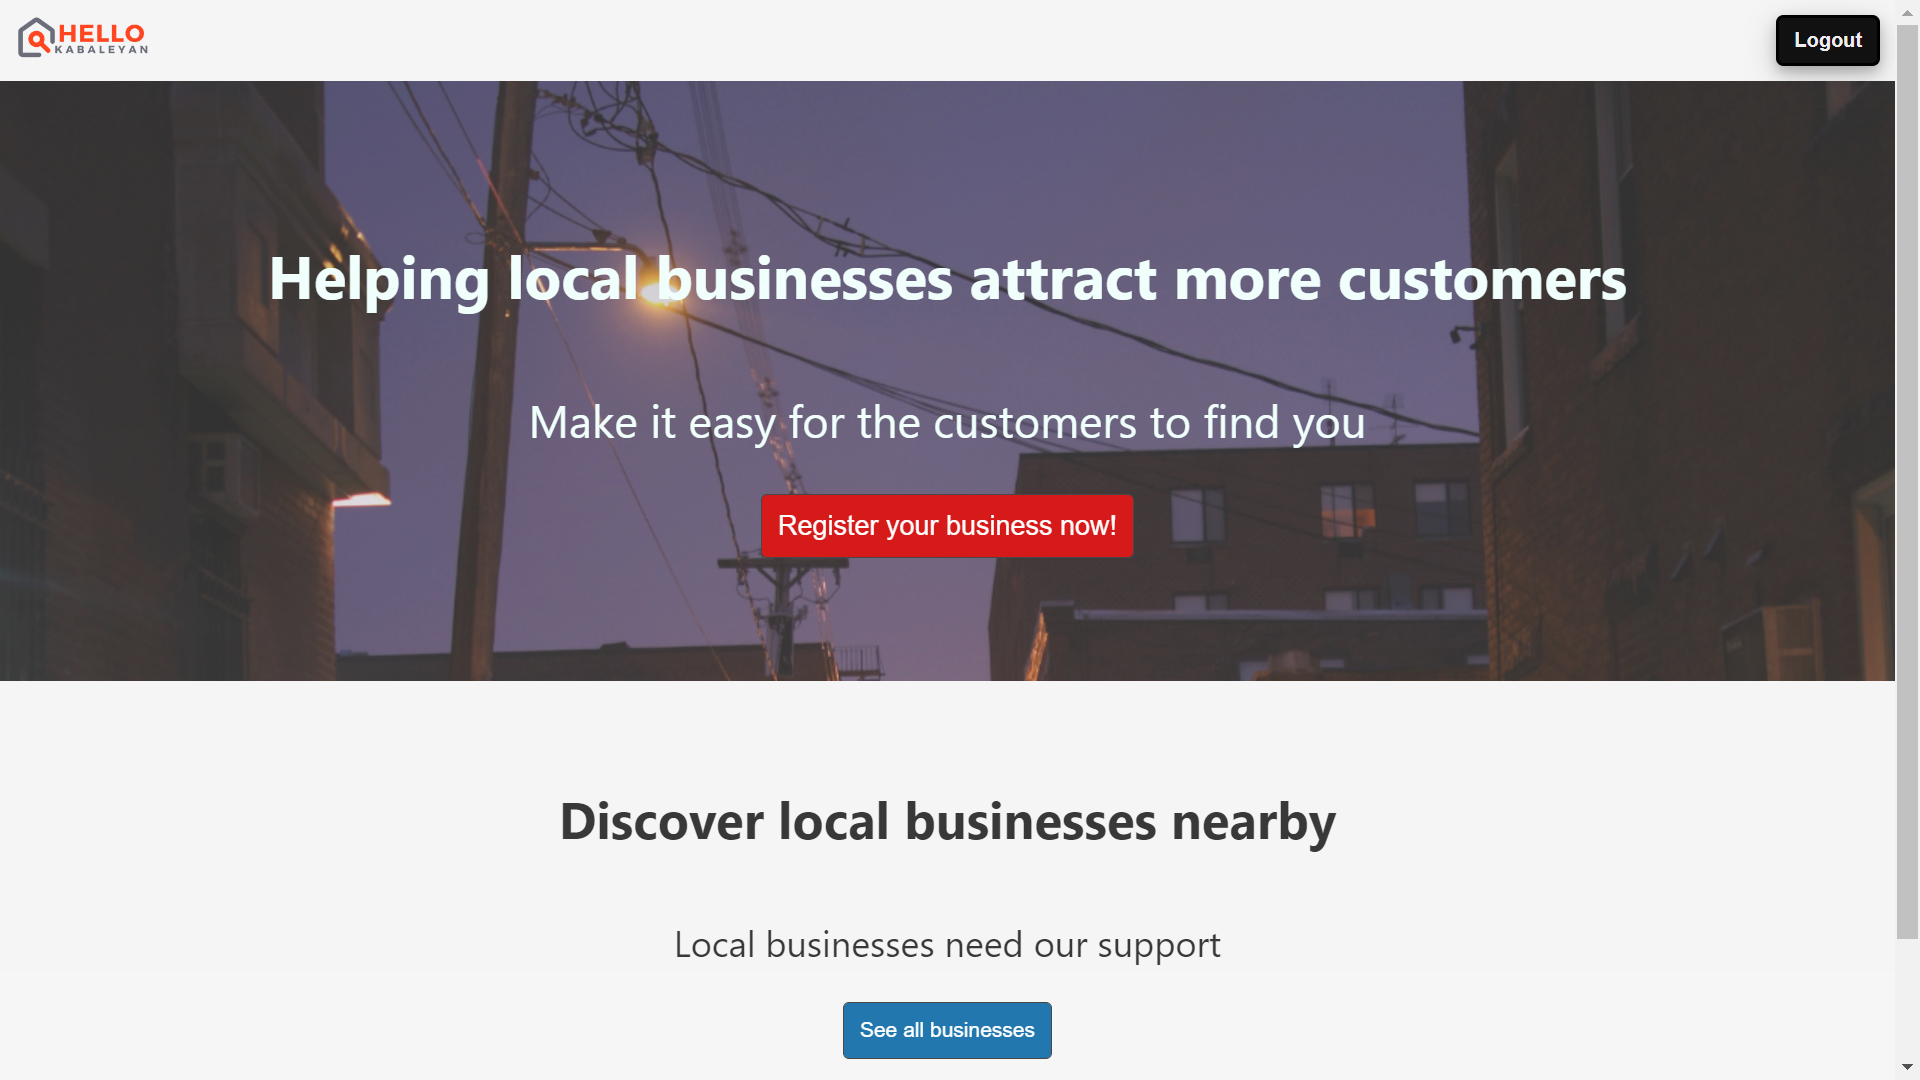 HELLO
KABALEYAN
Logout
Helping local businesses attract more customers
Make it easy for the customers to find you
Register your business now!
Discover local businesses nearby
Local businesses need our support
See all businesses